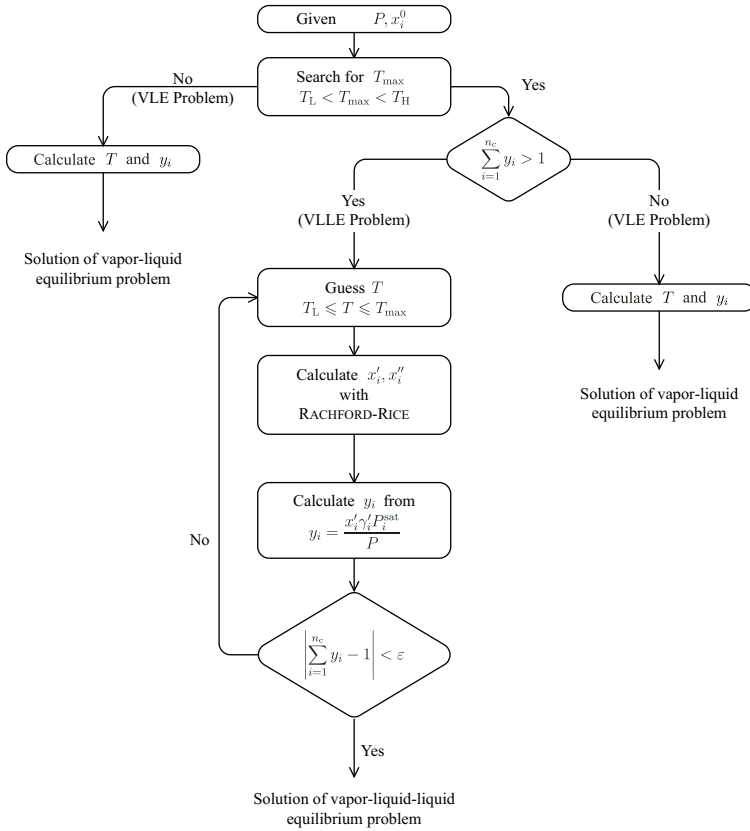 Given P, x_i^0
Search for T_max
T_L < T_max < T_H
No
(VLE Problem)
Yes
Calculate T and y_i
Solution of vapor-liquid
equilibrium problem
\sum_{i=1}^{n_c} y_i > 1
Yes
(VLLE Problem)
No
(VLE Problem)
Guess T
T_L ⩽ T ⩽ T_max
Calculate T and y_i
Solution of vapor-liquid
equilibrium problem
Calculate x_i', x_i''
with
RACHFORD-RICE
Calculate y_i from
y_i = \frac{x_i' γ_i' P_i^{sat}}{P}
No
|\sum_{i=1}^{n_c} y_i - 1| < ε
Yes
Solution of vapor-liquid-liquid
equilibrium problem